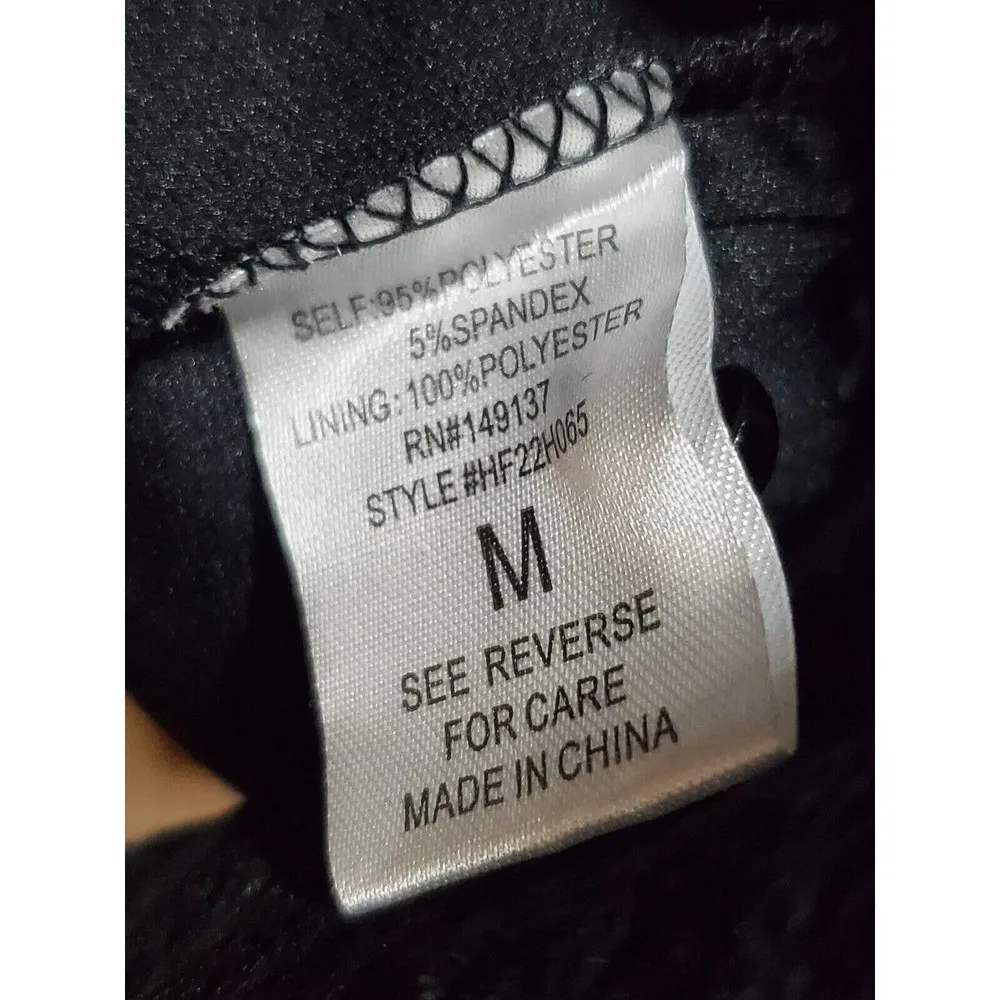 SELF:95%POLYESTER
5%SPANDEX
LINING:100%POLYESTER
RN#149137
STYLE #HF22H065
M
SEE REVERSE
FOR CARE
MADE IN CHINA